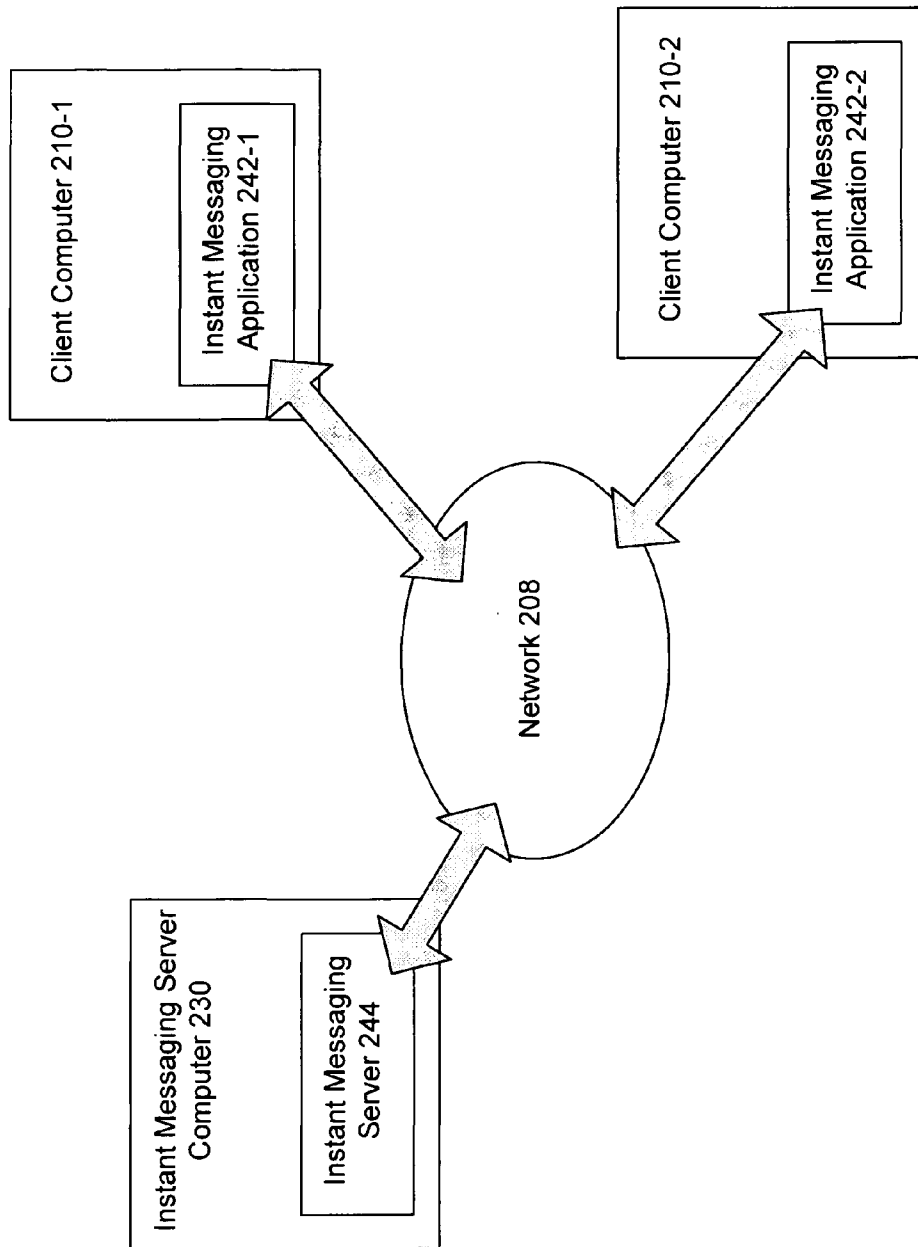 Instant Messaging Server
Computer 230
Instant Messaging
Server 244
Network 208
Client Computer 210-1
Instant Messaging
Application 242-1
Client Computer 210-2
Instant Messaging
Application 242-2